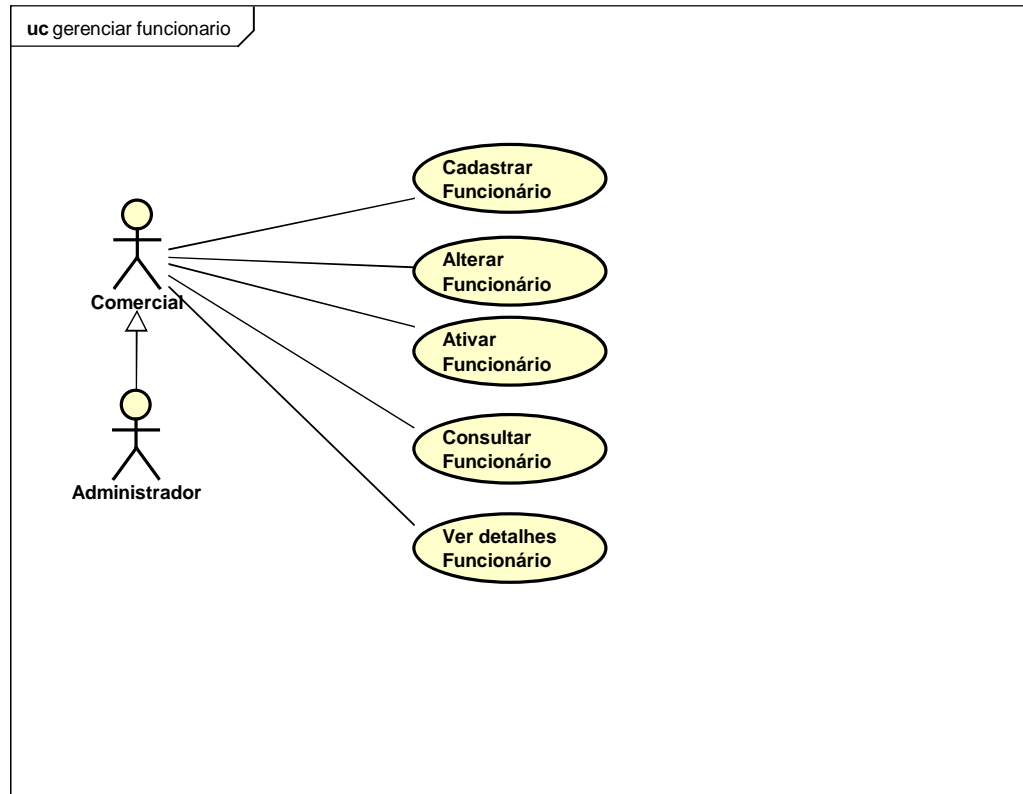 uc gerenciar funcionario
Cadastrar
Funcionário
Comercial
Alterar
Funcionário
Ativar
Funcionário
Administrador
Consultar
Funcionário
Ver detalhes
Funcionário